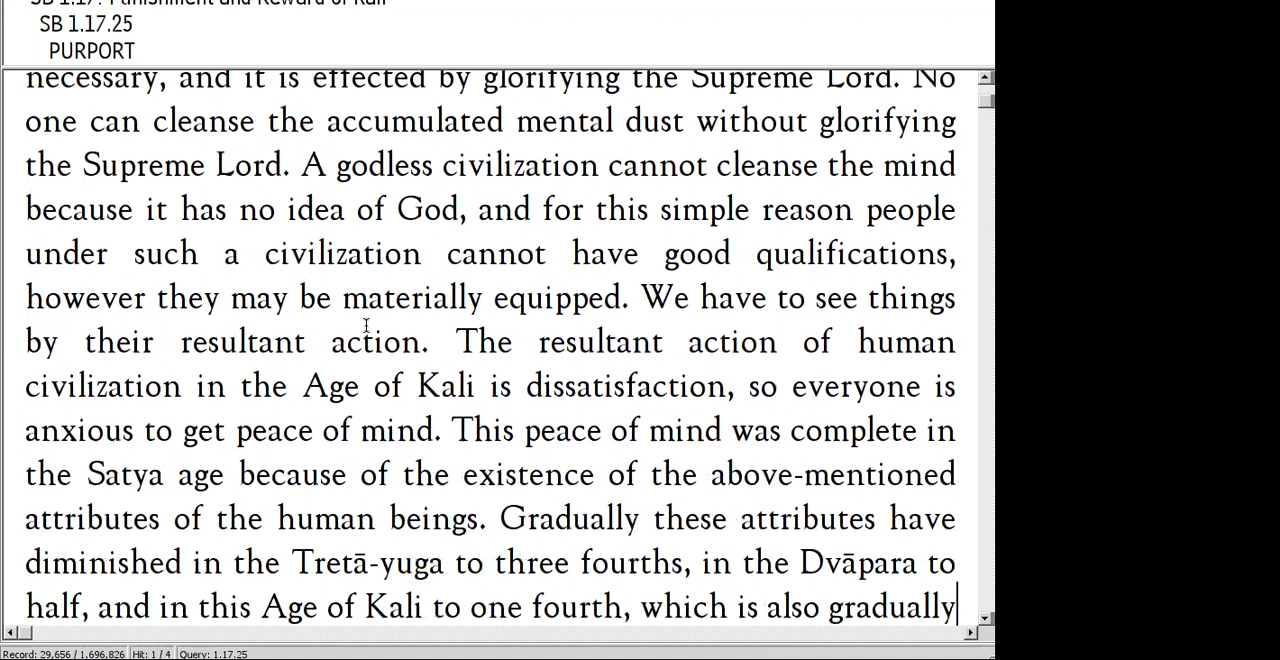 SB 1.17: Punishment and Reward of Kali
SB 1.17.25
PURPORT
necessary, and it is effected by glorifying the Supreme Lord. No
one can cleanse the accumulated mental dust without glorifying
the Supreme Lord. A godless civilization cannot cleanse the mind
because it has no idea of God, and for this simple reason people
under such a civilization cannot have good qualifications,
however they may be materially equipped. We have to see things
by their resultant action. The resultant action of human
civilization in the Age of Kali is dissatisfaction, so everyone is
anxious to get peace of mind. This peace of mind was complete in
the Satya age because of the existence of the above-mentioned
attributes of the human beings. Gradually these attributes have
diminished in the Tretā-yuga to three fourths, in the Dvāpara to
half, and in this Age of Kali to one fourth, which is also gradually
Record: 29,656 / 1,696,826 Hit: 1 / 4 Query: 1.17.25